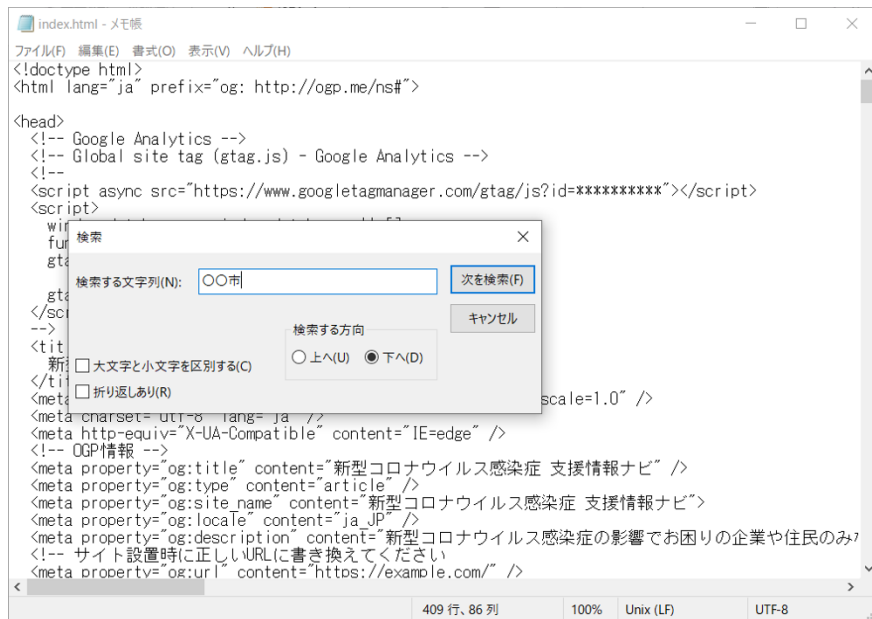 index.html - メモ帳
ファイル(F) 編集(E) 書式(O) 表示(V) ヘルプ(H)
<!doctype html>
<html lang="ja" prefix="og: http://ogp.me/ns#">
<head>
<!-- Google Analytics -->
<!-- Global site tag (gtag.js) - Google Analytics -->
<!--
<script async src="https://www.googletagmanager.com/gtag/js?id=**********"></script>
<script>
検索
検索する文字列(N): 〇〇市 次を検索(F)
キャンセル
検索する方向
上へ(U) 下へ(D)
大文字と小文字を区別する(C)
折り返しあり(R)
-->
scale=1.0" />
<meta charset="utf-8" lang="ja" />
<meta http-equiv="X-UA-Compatible" content="IE=edge" />
<!-- OGP情報 -->
<meta property="og:title" content="新型コロナウイルス感染症 支援情報ナビ" />
<meta property="og:type" content="article" />
<meta property="og:site_name" content="新型コロナウイルス感染症 支援情報ナビ">
<meta property="og:locale" content="ja_JP" />
<meta property="og:description" content="新型コロナウイルス感染症の影響でお困りの企業や住民のみ
<!-- サイト設置時に正しいURLに書き換えてください
<meta property="og:url" content="https://example.com/" />
409 行、86 列 100% Unix (LF) UTF-8